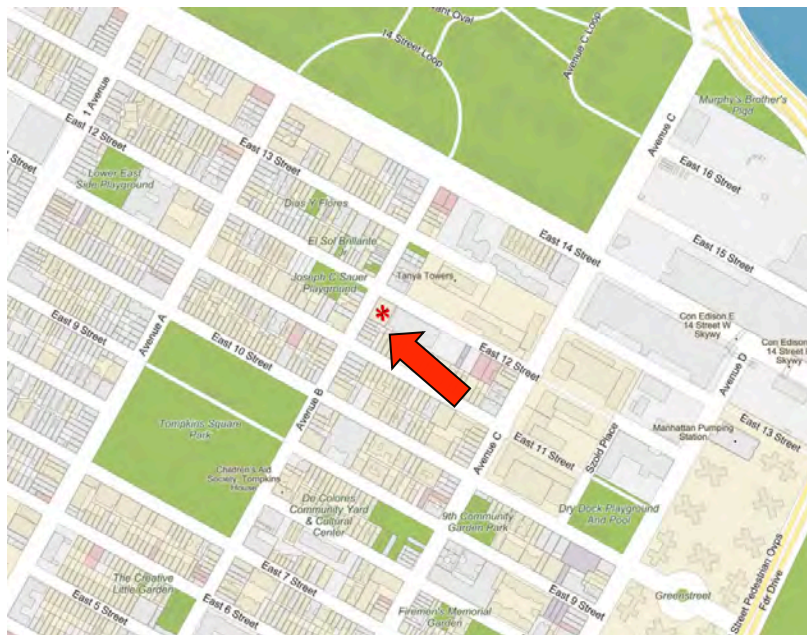 ant Oval
14 Street Loop
Avenue C Loop
1 Avenue
Murphy's Brother's
Plgd
Avenue C
East 12 Street
East 13 Street
East 16 Street
Lower East
Side Playground
Dias Y Flores
East 14 Street
East 15 Street
El Sol Brillante
Joseph C Sauer
Playground
Tanya Towers
*
Con Edison E
14 Street W
Skywy
Con Edison
14 Street
Skywy
East 9 Street
Avenue A
East 10 Street
East 12 Street
Avenue D
Avenue B
Tompkins Square
Park
East 11 Street
Szold Place
Manhattan Pumping
Station
East 13 Street
Avenue C
Children's Aid
Society: Tompkins
House
De Colores
Community Yard
& Cultural
Center
9th Community
Garden Park
Dry Dock Playground
And Pool
East 7 Street
The Creative
Little Garden
East 5 Street
East 6 Street
Firemen's Memorial
Garden
East 9 Street
Greenstreet
Street Pedestrian Ovps
Fdr Drive